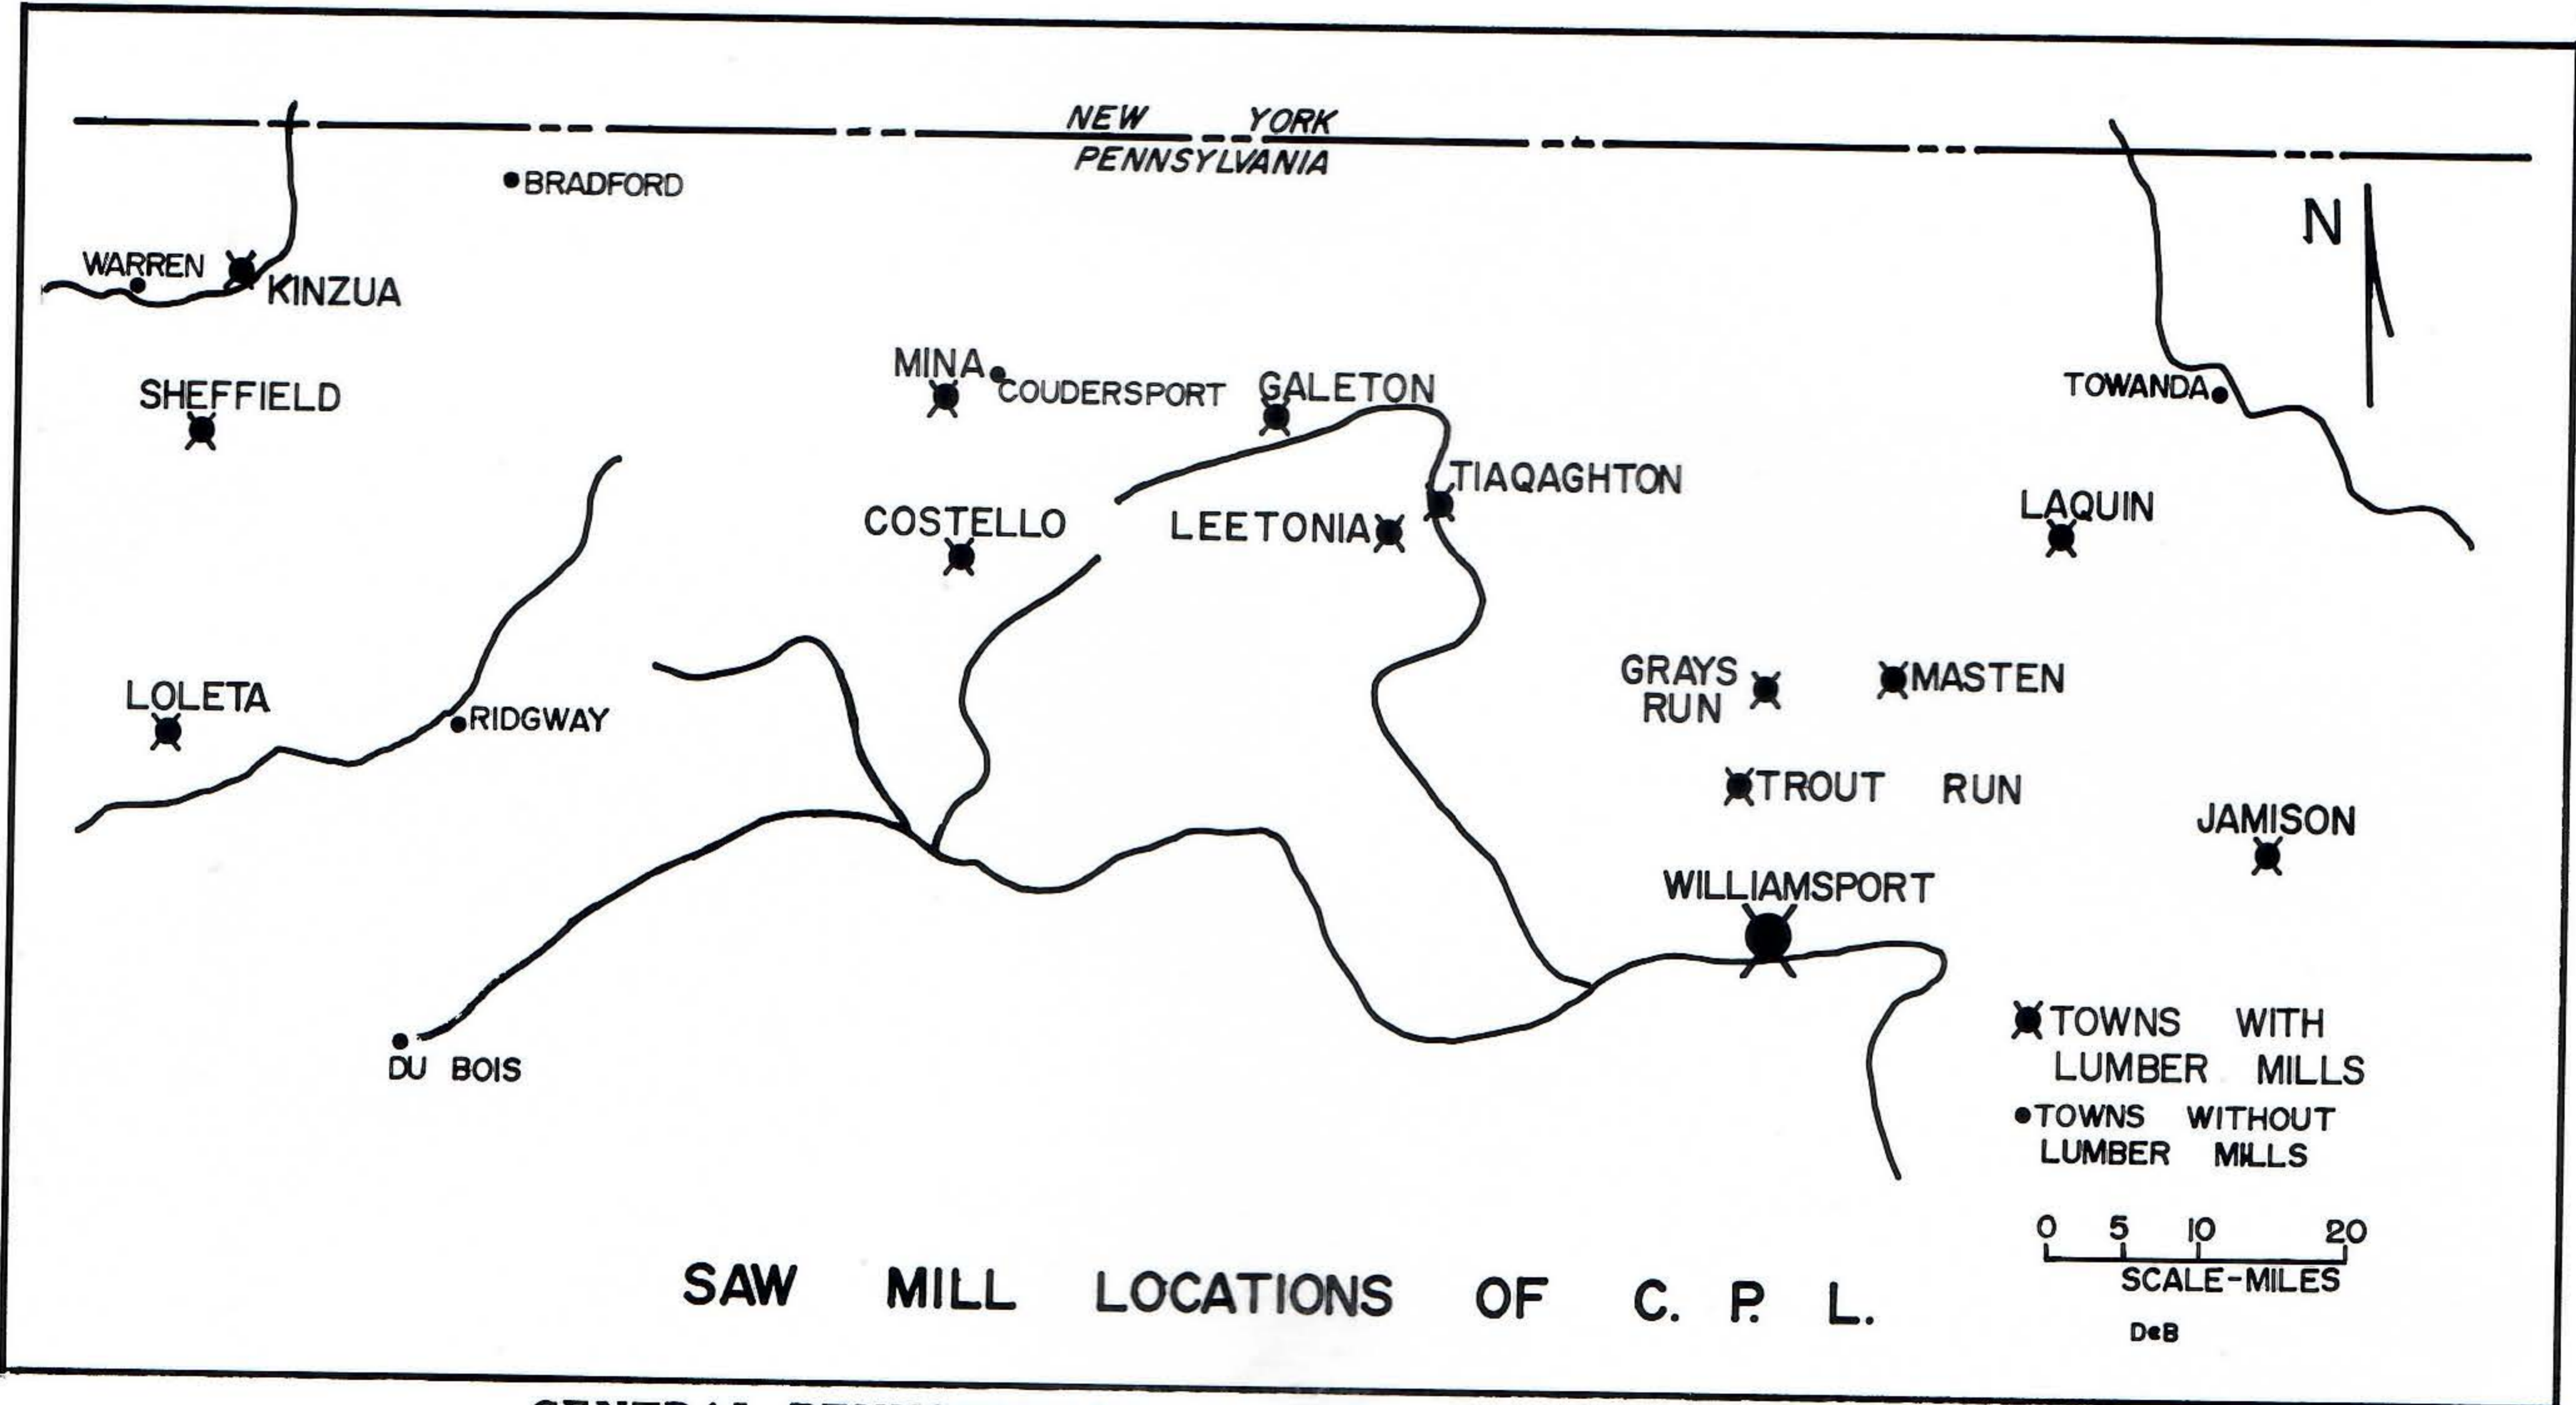 NEW YORK
PENNSYLVANIA
BRADFORD
N
WARREN
KINZUA
SHEFFIELD
MINA
COUDERSPORT
GALETON
TOWANDA
TIAQAGHTON
COSTELLO
LEETONIA
LAQUIN
LOLETA
RIDGWAY
GRAYS
RUN
MASTEN
TROUT RUN
JAMISON
WILLIAMSPORT
DU BOIS
TOWNS WITH
LUMBER MILLS
TOWNS WITHOUT
LUMBER MILLS
0 5 10 20
SCALE-MILES
DeB
SAW MILL LOCATIONS OF C. P. L.